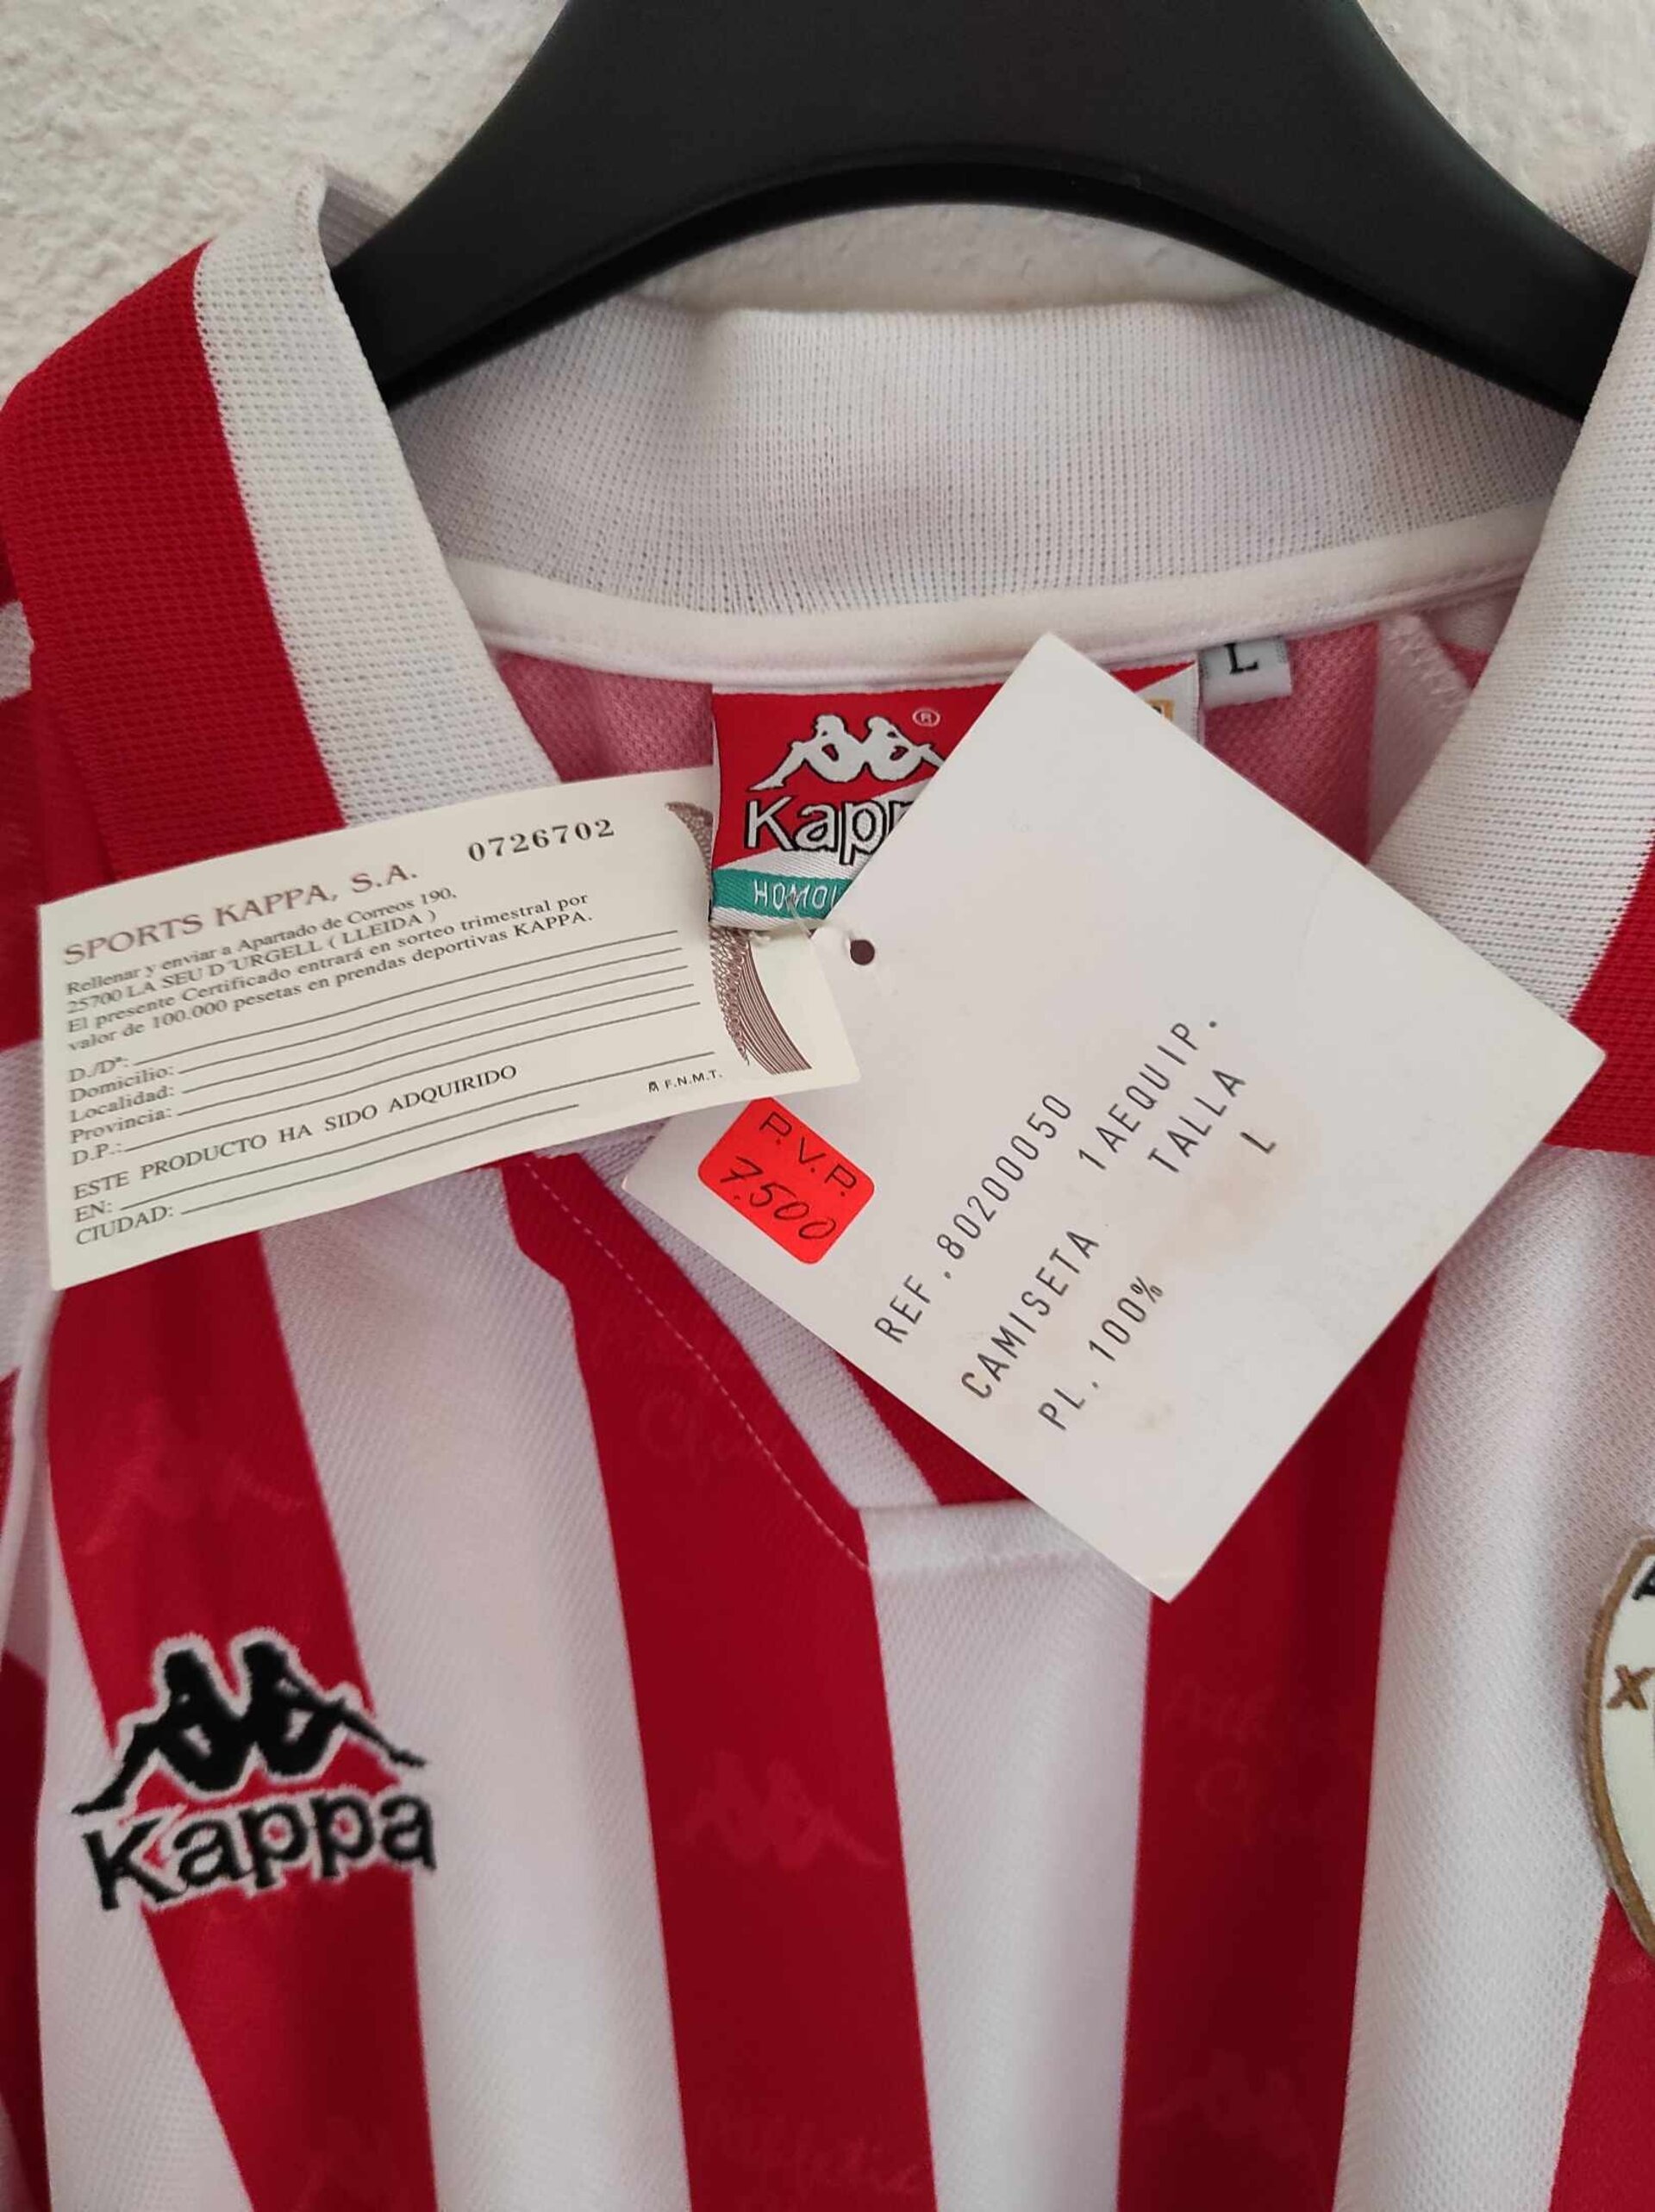 L
Kapp
HOMOL
SPORTS KAPPA, S.A. 0726702
Rellenar y enviar a Apartado de Correos 190,
25700 LA SEU D´URGELL ( LLEIDA )
El presente Certificado entrará en sorteo trimestral por
valor de 100.000 pesetas en prendas deportivas KAPPA.
D./Dª:
Domicilio:
Localidad:
Provincia:
D.P.:
ESTE PRODUCTO HA SIDO ADQUIRIDO
EN:
CIUDAD:
F.N.M.T.
P.V.P.
7.500
REF.80200050
CAMISETA 1AEQUIP.
PL.100% TALLA
L
Kappa
X